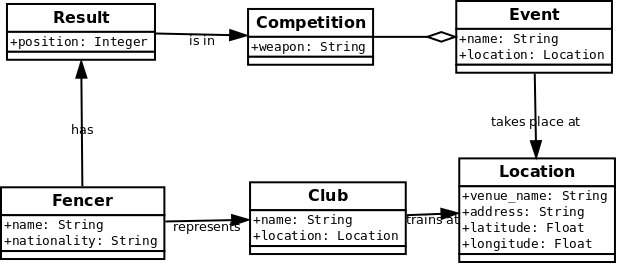 Result
+position: Integer
is in
Competition
+weapon: String
Event
+name: String
+location: Location
has
takes place at
Fencer
+name: String
+nationality: String
represents
Club
+name: String
+location: Location
trains at
Location
+venue_name: String
+address: String
+latitude: Float
+longitude: Float